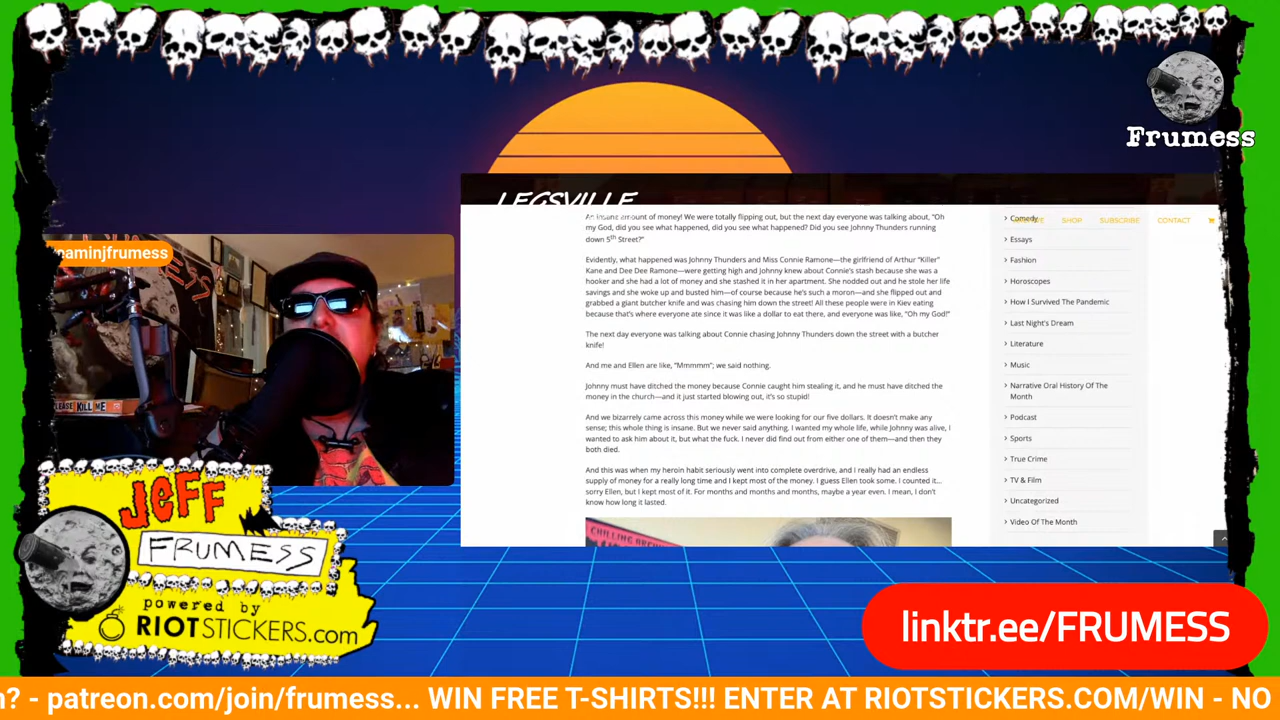 Frumess
LEGSVILLE
SHOP
SUBSCRIBE
CONTACT
An insane amount of money! We were totally flipping out, but the next day everyone was talking about, “Oh
my God, did you see what happened, did you see what happened? Did you see Johnny Thunders running
down 5th Street?”
Evidently, what happened was Johnny Thunders and Miss Connie Ramone—the girlfriend of Arthur “Killer”
Kane and Dee Dee Ramone—were getting high and Johnny knew about Connie’s stash because she was a
hooker and she had a lot of money and she stashed it in her apartment. She nodded out and he stole her life
savings and she woke up and busted him—of course because he’s such a moron—and she flipped out and
grabbed a giant butcher knife and was chasing him down the street! All these people were in Kiev eating
because that’s where everyone ate since it was like a dollar to eat there, and everyone was like, “Oh my God!”
The next day everyone was talking about Connie chasing Johnny Thunders down the street with a butcher
knife!
And me and Ellen are like, “Mmmmm”; we said nothing.
Johnny must have ditched the money because Connie caught him stealing it, and he must have ditched the
money in the church—and it just started blowing out, it’s so stupid!
And we bizarrely came across this money while we were looking for our five dollars. It doesn’t make any
sense; this whole thing is insane. But we never said anything. I wanted my whole life, while Johnny was alive, I
wanted to ask him about it, but what the fuck. I never did find out from either one of them—and then they
both died.
And this was when my heroin habit seriously went into complete overdrive, and I really had an endless
supply of money for a really long time and I kept most of the money. I guess Ellen took some. I counted it…
sorry Ellen, but I kept most of it. For months and months and months, maybe a year even. I mean, I don’t
know how long it lasted.
Comedy
Essays
Fashion
Horoscopes
How I Survived The Pandemic
Last Night's Dream
Literature
Music
Narrative Oral History Of The
Month
Podcast
Sports
True Crime
TV & Film
Uncategorized
Video Of The Month
eaminjfrumess
LEASE KILL ME
JEFF
FRUMESS
powered by
RIOTSTICKERS.com
linktr.ee/FRUMESS
? - patreon.com/join/frumess... WIN FREE T-SHIRTS!!! ENTER AT RIOTSTICKERS.COM/WIN - NO